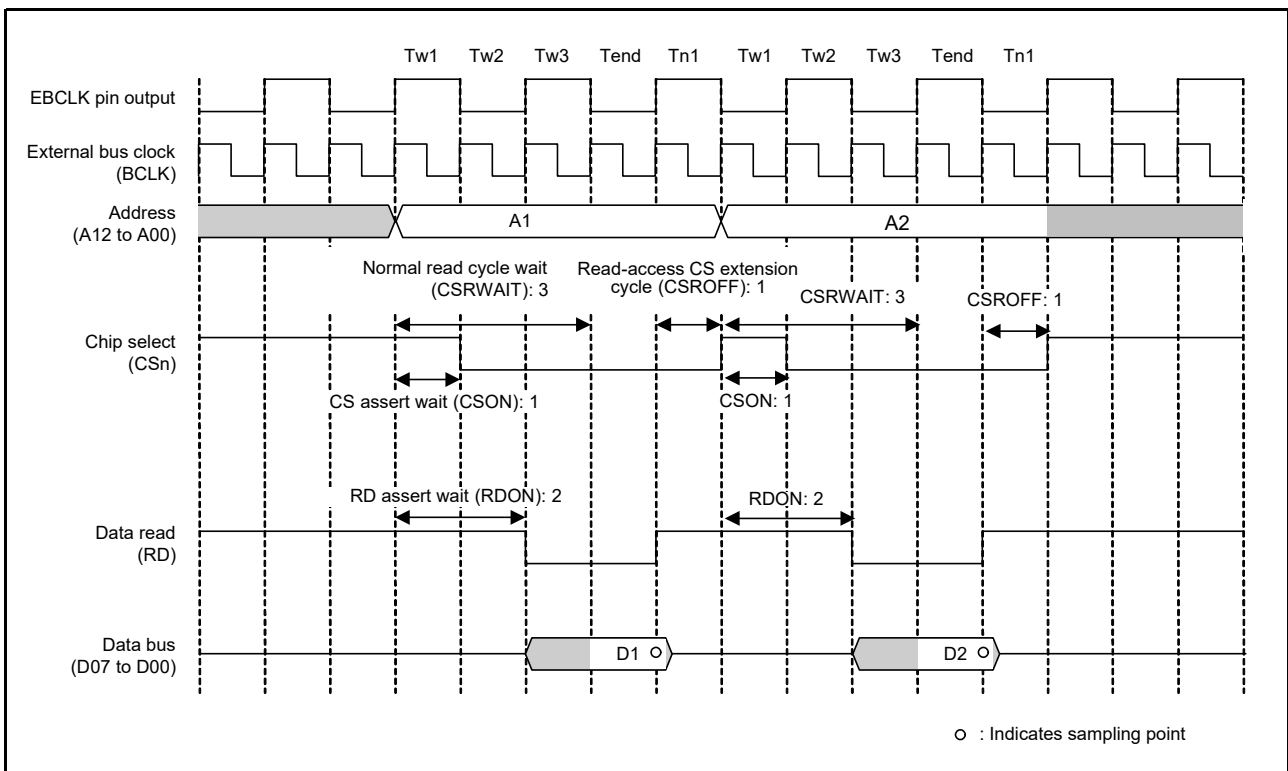 Tw1 Tw2 Tw3 Tend Tn1 Tw1 Tw2 Tw3 Tend Tn1
EBCLK pin output
External bus clock
(BCLK)
Address
(A12 to A00)
A1
A2
Normal read cycle wait
(CSRWAIT): 3
Read-access CS extension
cycle (CSROFF): 1
CSRWAIT: 3
CSROFF: 1
Chip select
(CSn)
CS assert wait (CSON): 1
CSON: 1
RD assert wait (RDON): 2
RDON: 2
Data read
(RD)
Data bus
(D07 to D00)
D1
D2
: Indicates sampling point